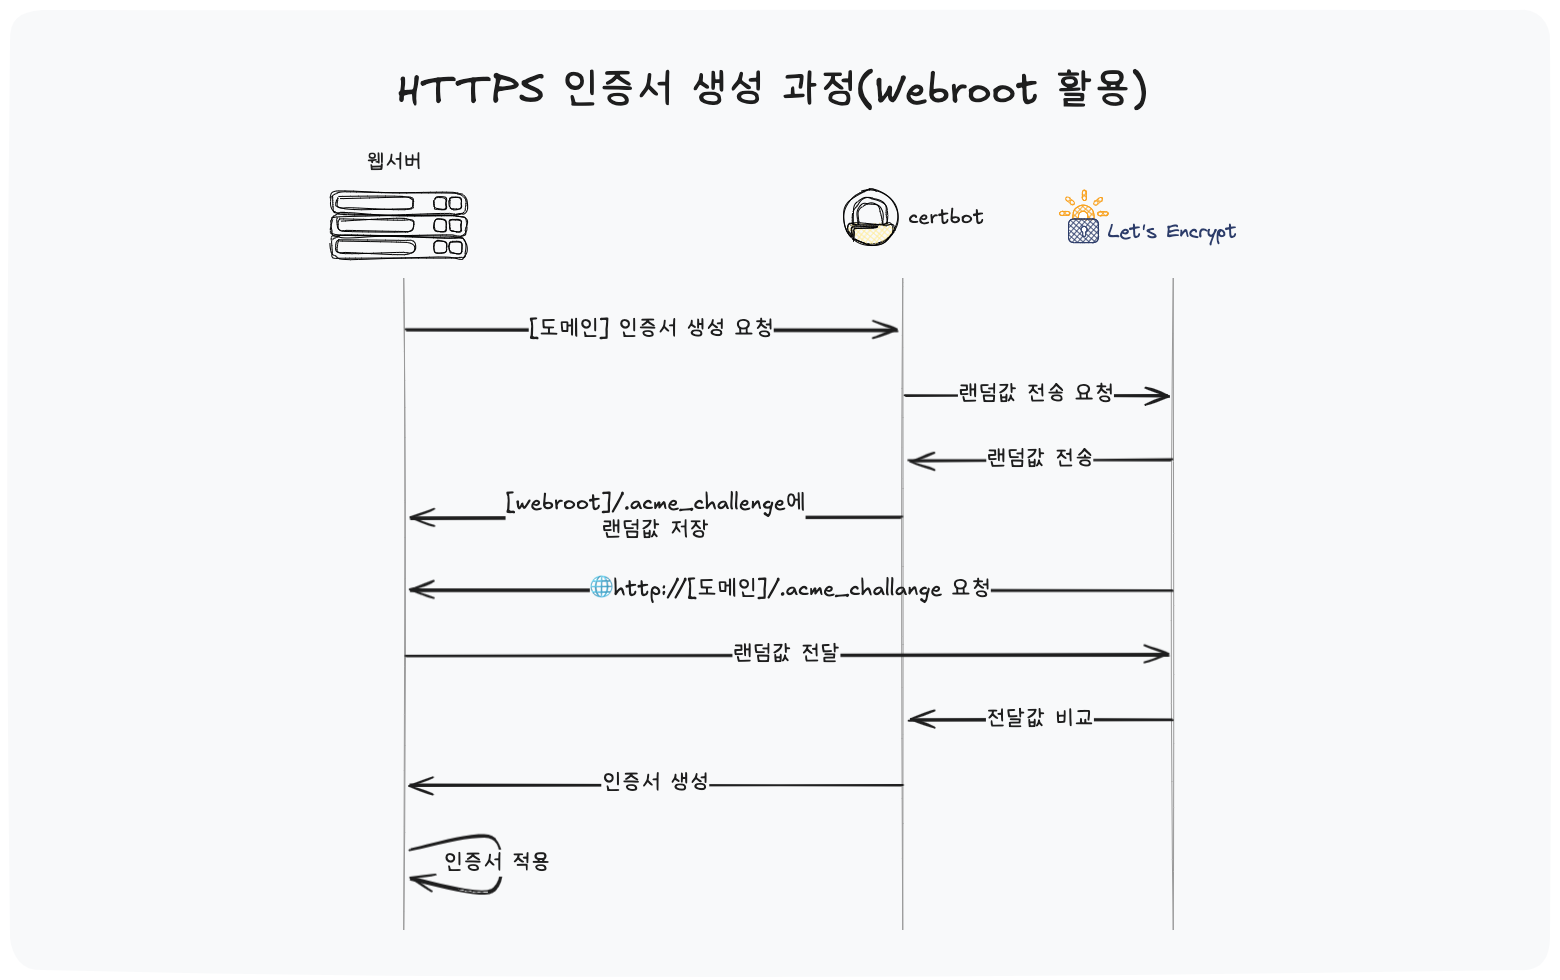 HTTPS 인증서 생성 과정(Webroot 활용)
웹서버
certbot
Let's Encrypt
[도메인] 인증서 생성 요청
랜덤값 전송 요청
랜덤값 전송
[webroot]/.acme_challenge에
랜덤값 저장
http://[도메인]/.acme_challange 요청
랜덤값 전달
전달값 비교
인증서 생성
인증서 적용